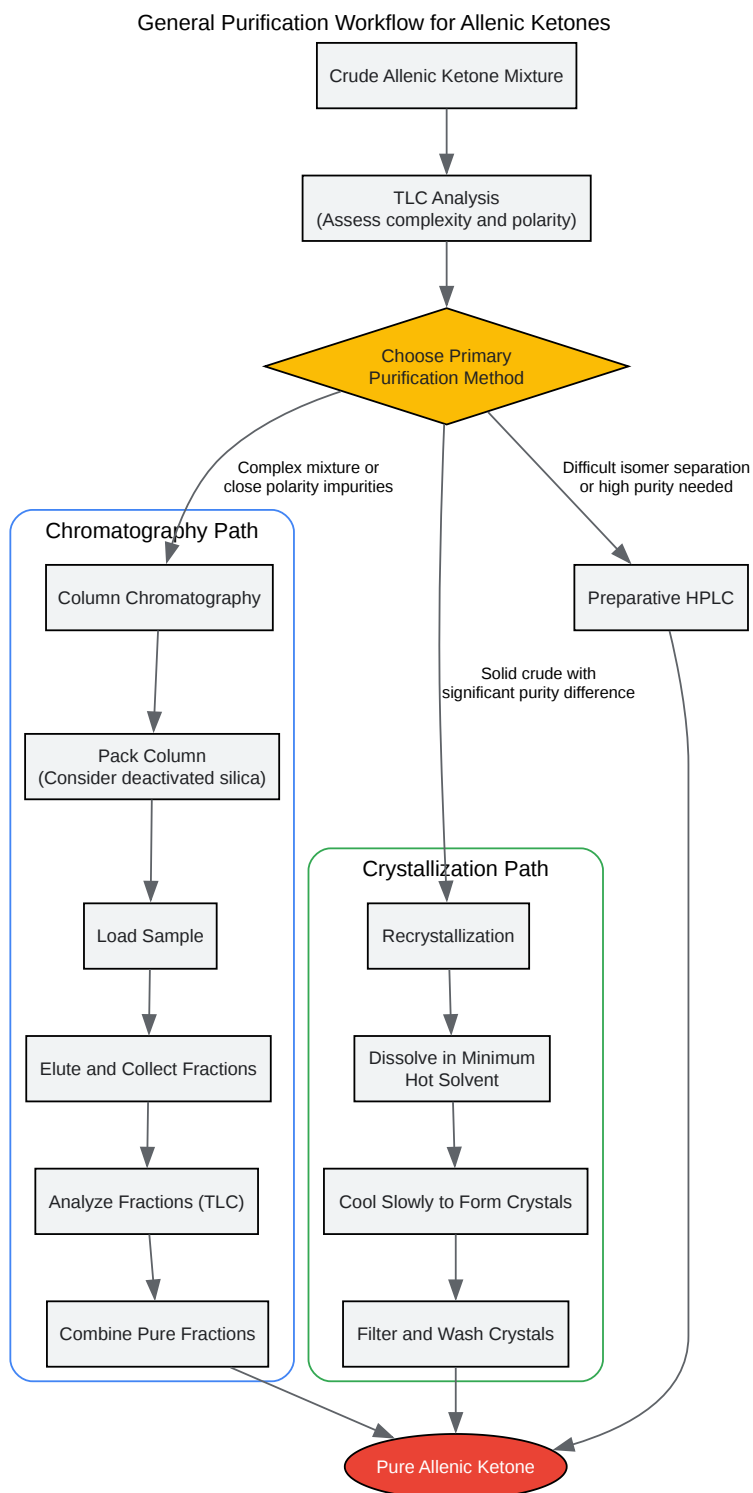 General Purification Workflow for Allenic Ketones
Crude Allenic Ketone Mixture
TLC Analysis
(Assess complexity and polarity)
Choose Primary
Purification Method
Complex mixture or
close polarity impurities
Difficult isomer separation
or high purity needed
Chromatography Path
Column Chromatography
Preparative HPLC
Solid crude with
significant purity difference
Pack Column
(Consider deactivated silica)
Crystallization Path
Load Sample
Recrystallization
Elute and Collect Fractions
Dissolve in Minimum
Hot Solvent
Analyze Fractions (TLC)
Cool Slowly to Form Crystals
Combine Pure Fractions
Filter and Wash Crystals
Pure Allenic Ketone